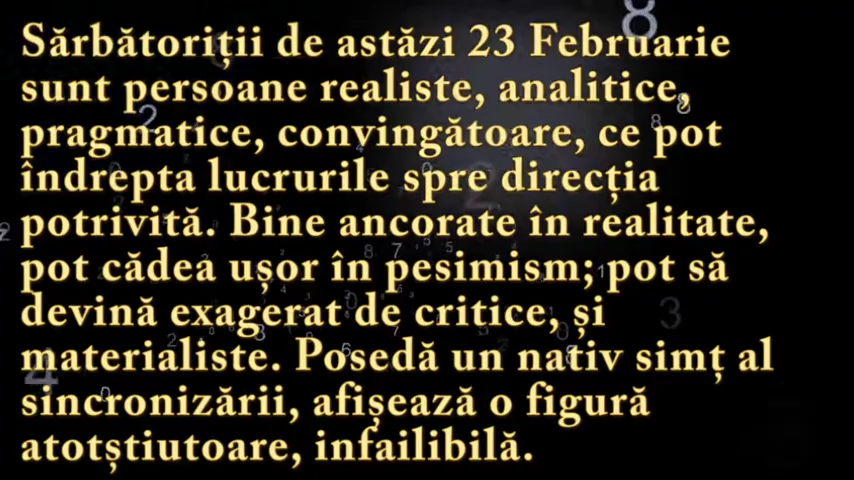 Sărbătoriții de astăzi 23 Februarie
sunt persoane realiste, analitice,
pragmatice, convingătoare, ce pot
îndrepta lucrurile spre direcția
potrivită. Bine ancorate în realitate,
pot cădea ușor în pesimism; pot să
devină exagerat de critice, și
materialiste. Posedă un nativ simț al
sincronizării, afișează o figură
atotștiutoare, infailibilă.